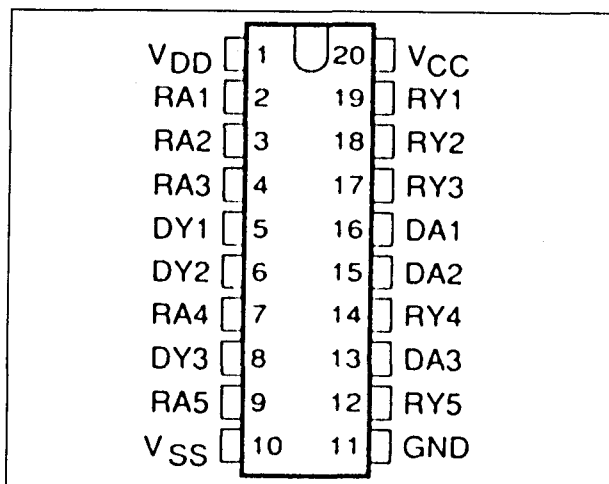 VDD 1 20 VCC
RA1 2 19 RY1
RA2 3 18 RY2
RA3 4 17 RY3
DY1 5 16 DA1
DY2 6 15 DA2
RA4 7 14 RY4
DY3 8 13 DA3
RA5 9 12 RY5
VSS 10 11 GND